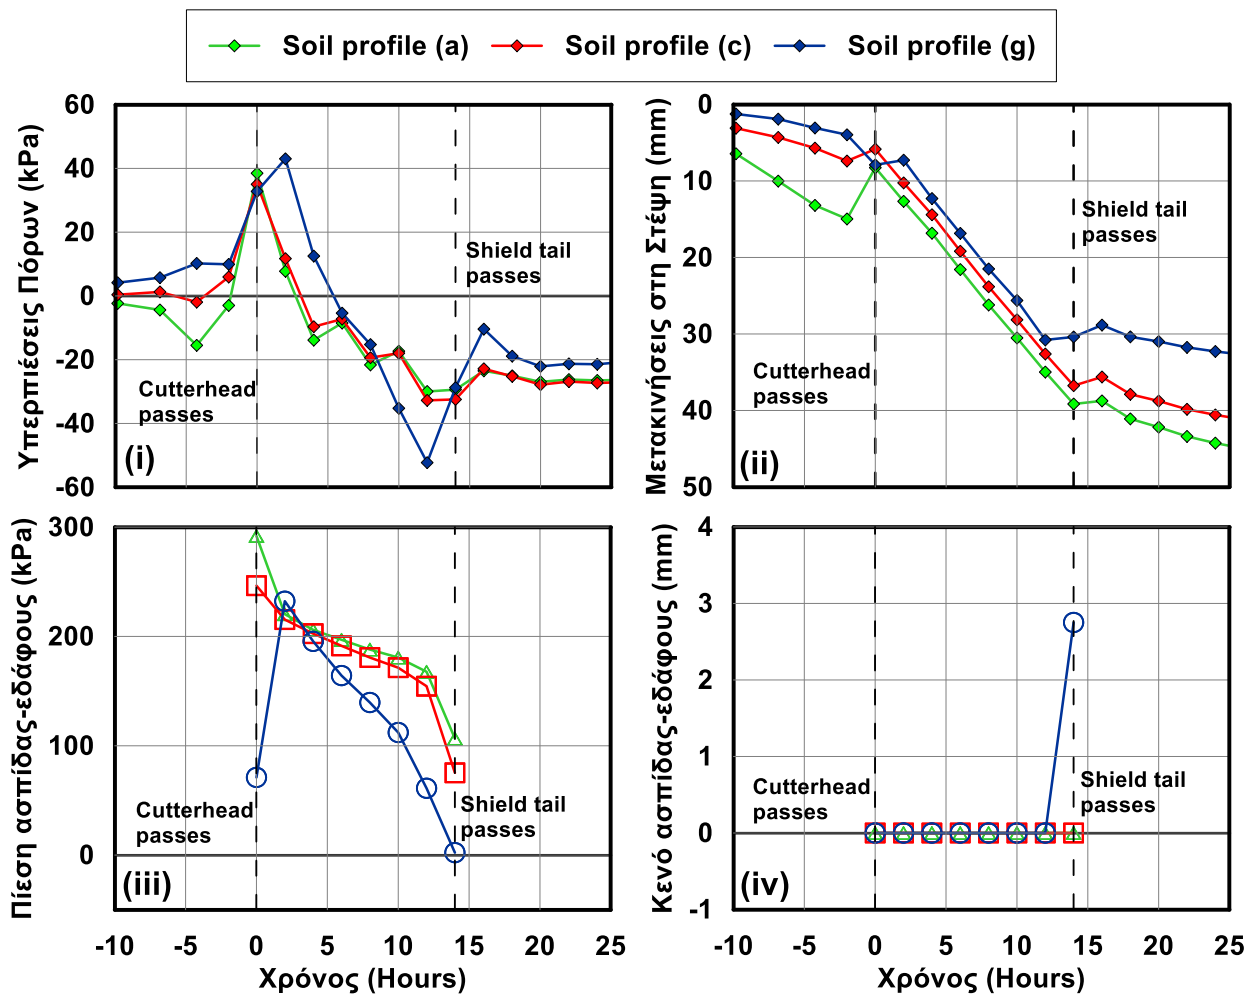 Soil profile (a) Soil profile (c) Soil profile (g)
Υπερπιέσεις Πόρων (kPa)
60
40
20
0
-20
-40
-60
Shield tail
passes
Cutterhead
passes
(i)
Μετακινήσεις στη Στέψη (mm)
0
10
20
30
40
50
Shield tail
passes
Cutterhead
passes
(ii)
Πίεση ασπίδας-εδάφους (kPa)
300
200
100
0
Cutterhead
passes
Shield tail
passes
(iii)
-10 -5 0 5 10 15 20 25
Χρόνος (Hours)
Κενό ασπίδας-εδάφους (mm)
4
3
2
1
0
-1
Cutterhead
passes
Shield tail
passes
(iv)
-10 -5 0 5 10 15 20 25
Χρόνος (Hours)